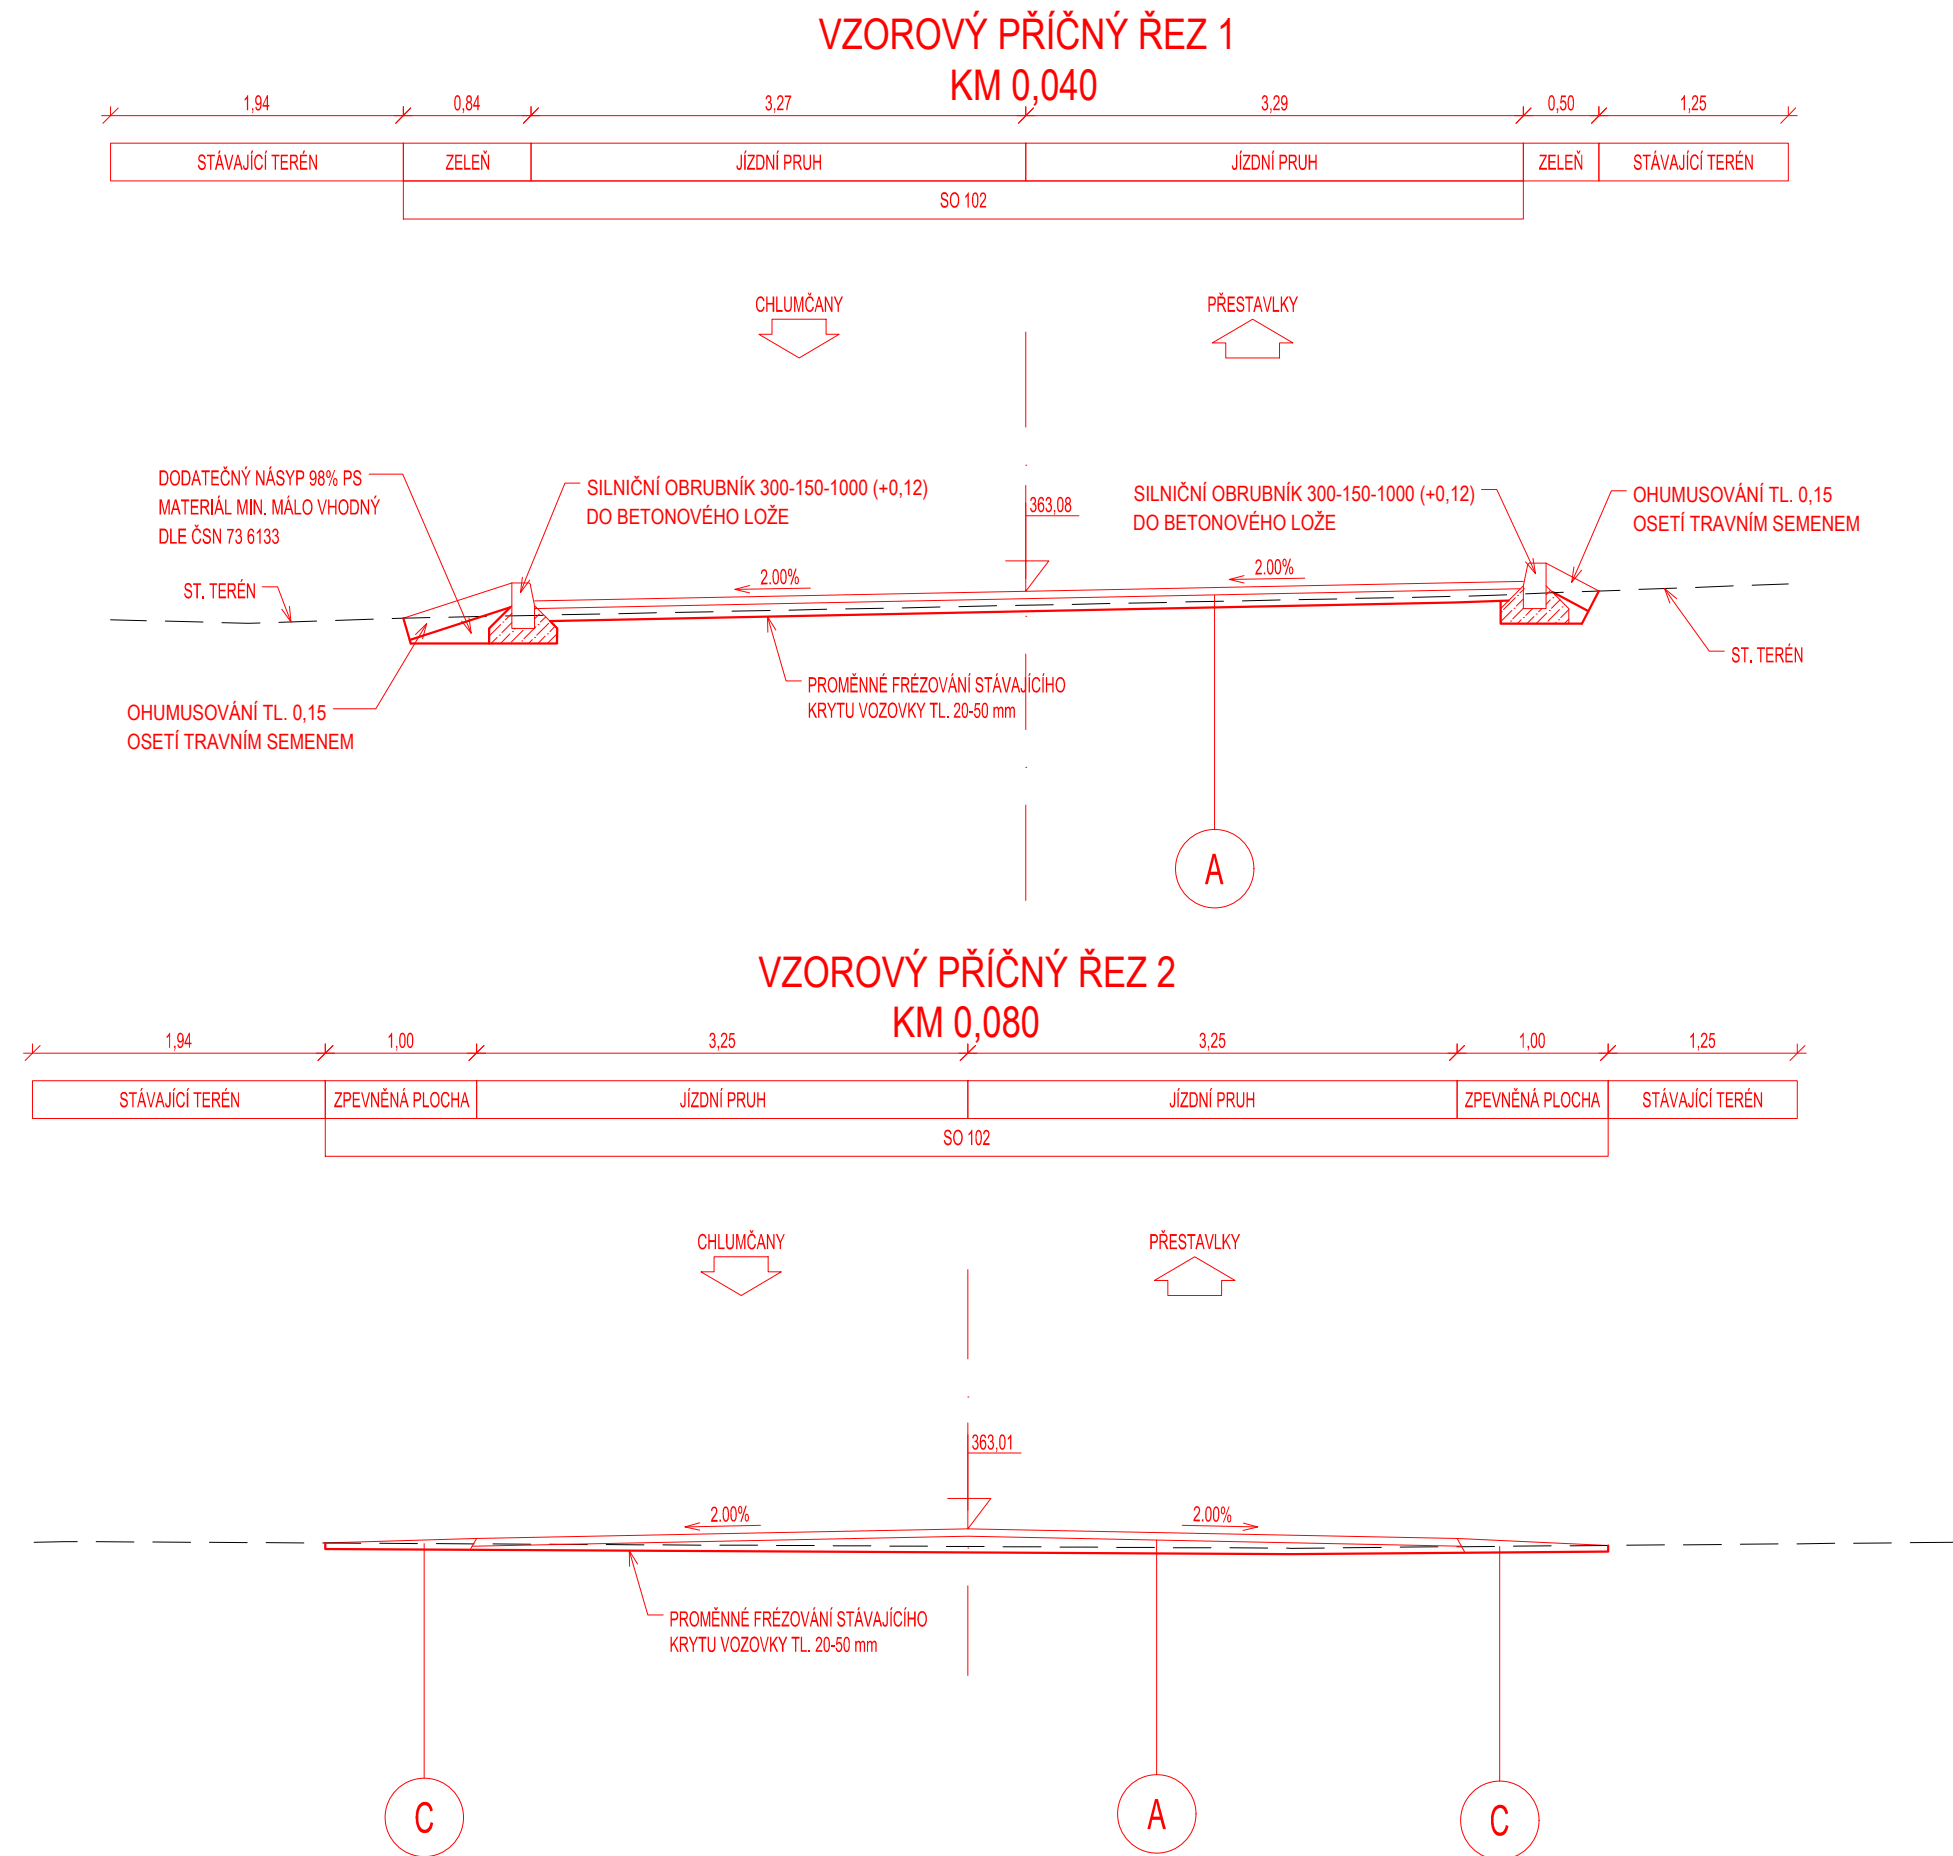 VZOROVÝ PŘÍČNÝ ŘEZ 1
KM 0,040
1,94 0,84 3,27 3,29 0,50 1,25
STÁVAJÍCÍ TERÉN ZELEŇ JÍZDNÍ PRUH JÍZDNÍ PRUH ZELEŇ STÁVAJÍCÍ TERÉN
SO 102
CHLUMČANY PŘESTAVLKY
DODATEČNÝ NÁSYP 98% PS
MATERIÁL MIN. MÁLO VHODNÝ
DLE ČSN 73 6133
SILNIČNÍ OBRUBNÍK 300-150-1000 (+0,12)
DO BETONOVÉHO LOŽE
363,08
SILNIČNÍ OBRUBNÍK 300-150-1000 (+0,12)
DO BETONOVÉHO LOŽE
OHUMUSOVÁNÍ TL. 0,15
OSETÍ TRAVNÍM SEMENEM
ST. TERÉN
2.00% 2.00%
ST. TERÉN
PROMĚNNÉ FRÉZOVÁNÍ STÁVAJÍCÍHO
KRYTU VOZOVKY TL. 20-50 mm
OHUMUSOVÁNÍ TL. 0,15
OSETÍ TRAVNÍM SEMENEM
A
VZOROVÝ PŘÍČNÝ ŘEZ 2
KM 0,080
1,94 1,00 3,25 3,25 1,00 1,25
STÁVAJÍCÍ TERÉN ZPEVNĚNÁ PLOCHA JÍZDNÍ PRUH JÍZDNÍ PRUH ZPEVNĚNÁ PLOCHA STÁVAJÍCÍ TERÉN
SO 102
CHLUMČANY PŘESTAVLKY
363,01
2.00% 2.00%
PROMĚNNÉ FRÉZOVÁNÍ STÁVAJÍCÍHO
KRYTU VOZOVKY TL. 20-50 mm
C A C